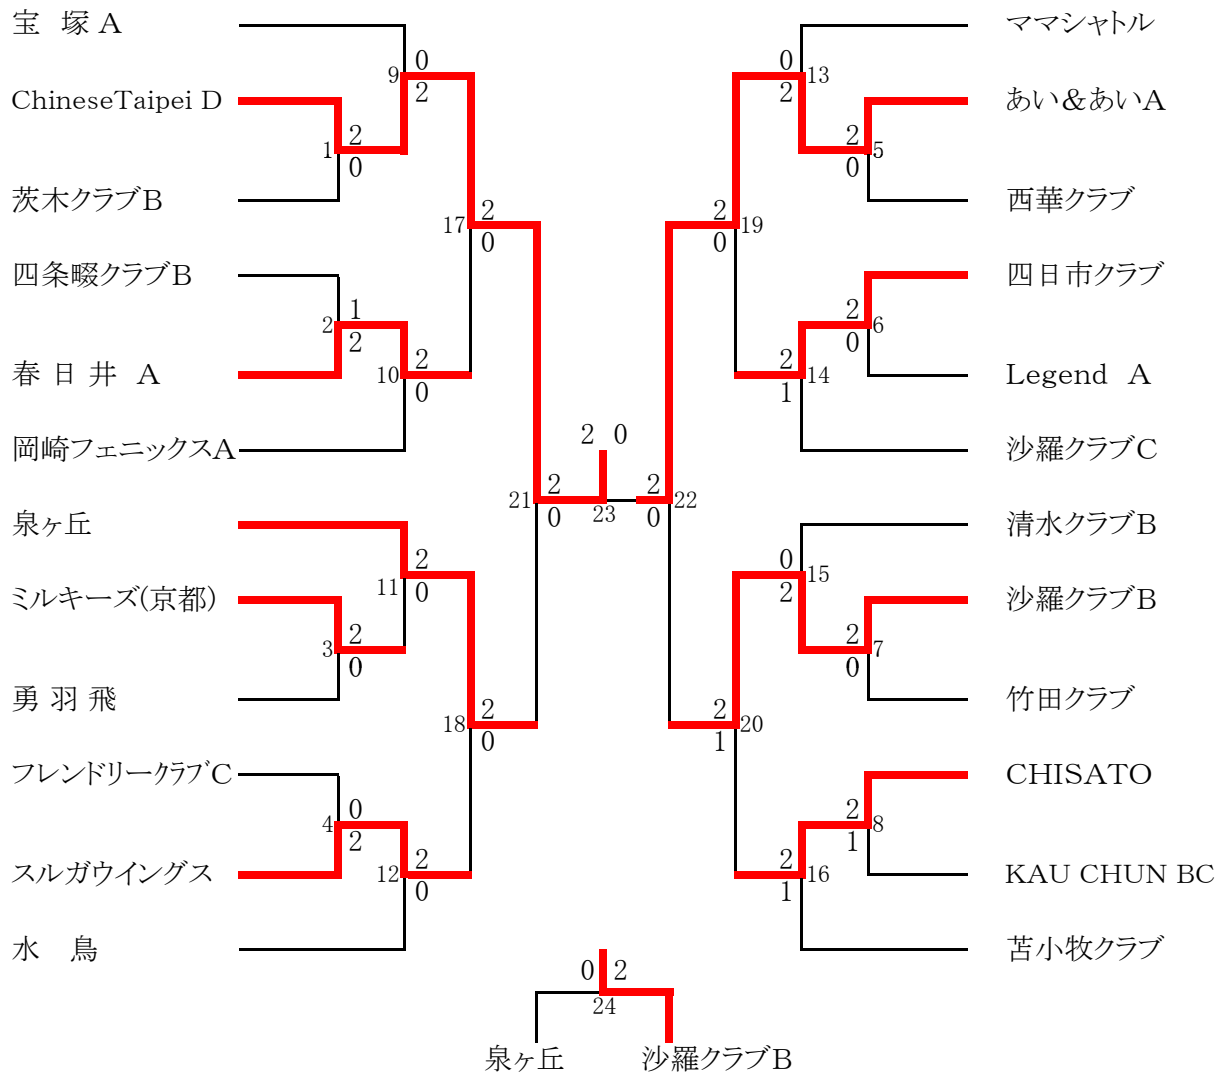 宝 塚 A
ママシャトル
0
0
9
13
2
2
ChineseTaipei D
あい&あいA
2
2
1
5
0
0
茨木クラブB
西華クラブ
2
2
17
19
0
0
四条畷クラブB
四日市クラブ
1
2
2
6
2
0
春 日 井 A
2
2
Legend A
10
14
0
1
岡崎フェニックスA
2 0
沙羅クラブC
2
2
21
23
22
0
0
泉ヶ丘
清水クラブB
2
0
11
15
0
2
ミルキーズ(京都)
沙羅クラブB
2
2
3
7
0
0
勇 羽 飛
竹田クラブ
2
2
18
20
0
1
フレンドリークラブC
CHISATO
0
2
4
8
2
1
スルガウイングス
2
2
KAU CHUN BC
12
16
0
1
水 鳥
苫小牧クラブ
0 2
24
泉ヶ丘
沙羅クラブB